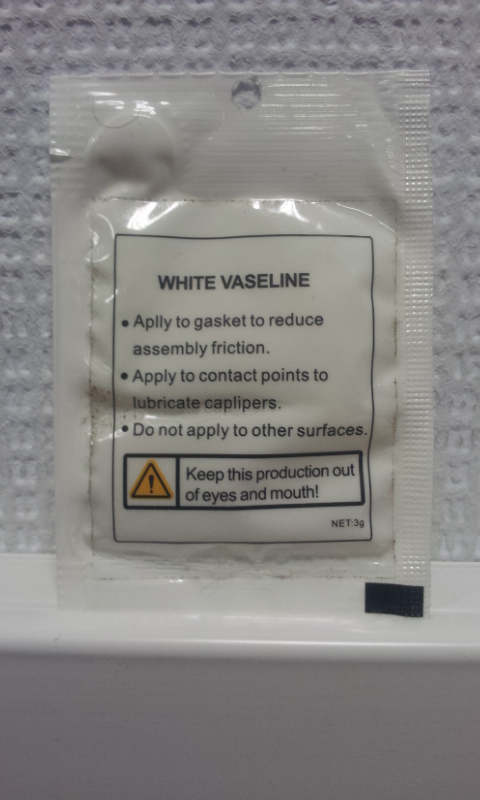 WHITE VASELINE
• Aplly to gasket to reduce
assembly friction.
• Apply to contact points to
lubricate caplipers.
• Do not apply to other surfaces.
Keep this production out
of eyes and mouth!
NET:3g